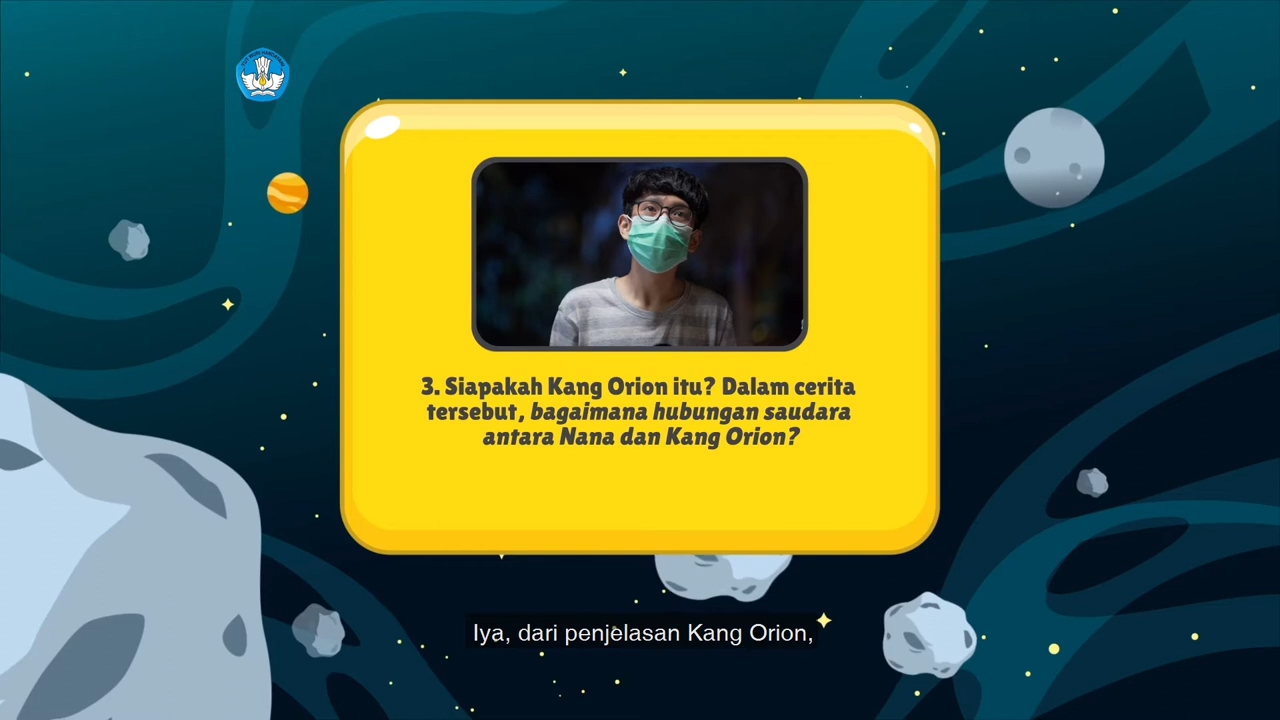 3. Siapakah Kang Orion itu? Dalam cerita
tersebut, bagaimana hubungan saudara
antara Nana dan Kang Orion?
Iya, dari penjelasan Kang Orion,